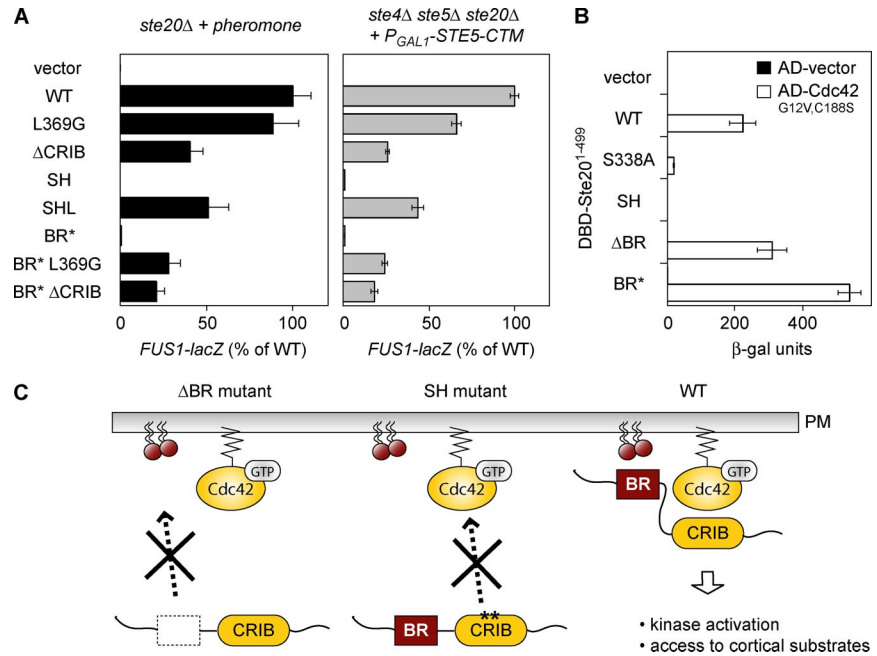 A
ste20Δ + pheromone
ste4Δ ste5Δ ste20Δ
+ P_GAL1-STE5-CTM
vector
WT
L369G
ΔCRIB
SH
SHL
BR*
BR* L369G
BR* ΔCRIB
0 50 100
0 50 100
FUS1-lacZ (% of WT)
FUS1-lacZ (% of WT)
B
AD-vector
AD-Cdc42
G12V,C188S
DBD-Ste20^1-499
vector
WT
S338A
SH
ΔBR
BR*
0 200 400
β-gal units
C
ΔBR mutant
SH mutant
WT
PM
GTP
Cdc42
GTP
Cdc42
GTP
Cdc42
BR
CRIB
CRIB
BR
**
CRIB
• kinase activation
• access to cortical substrates